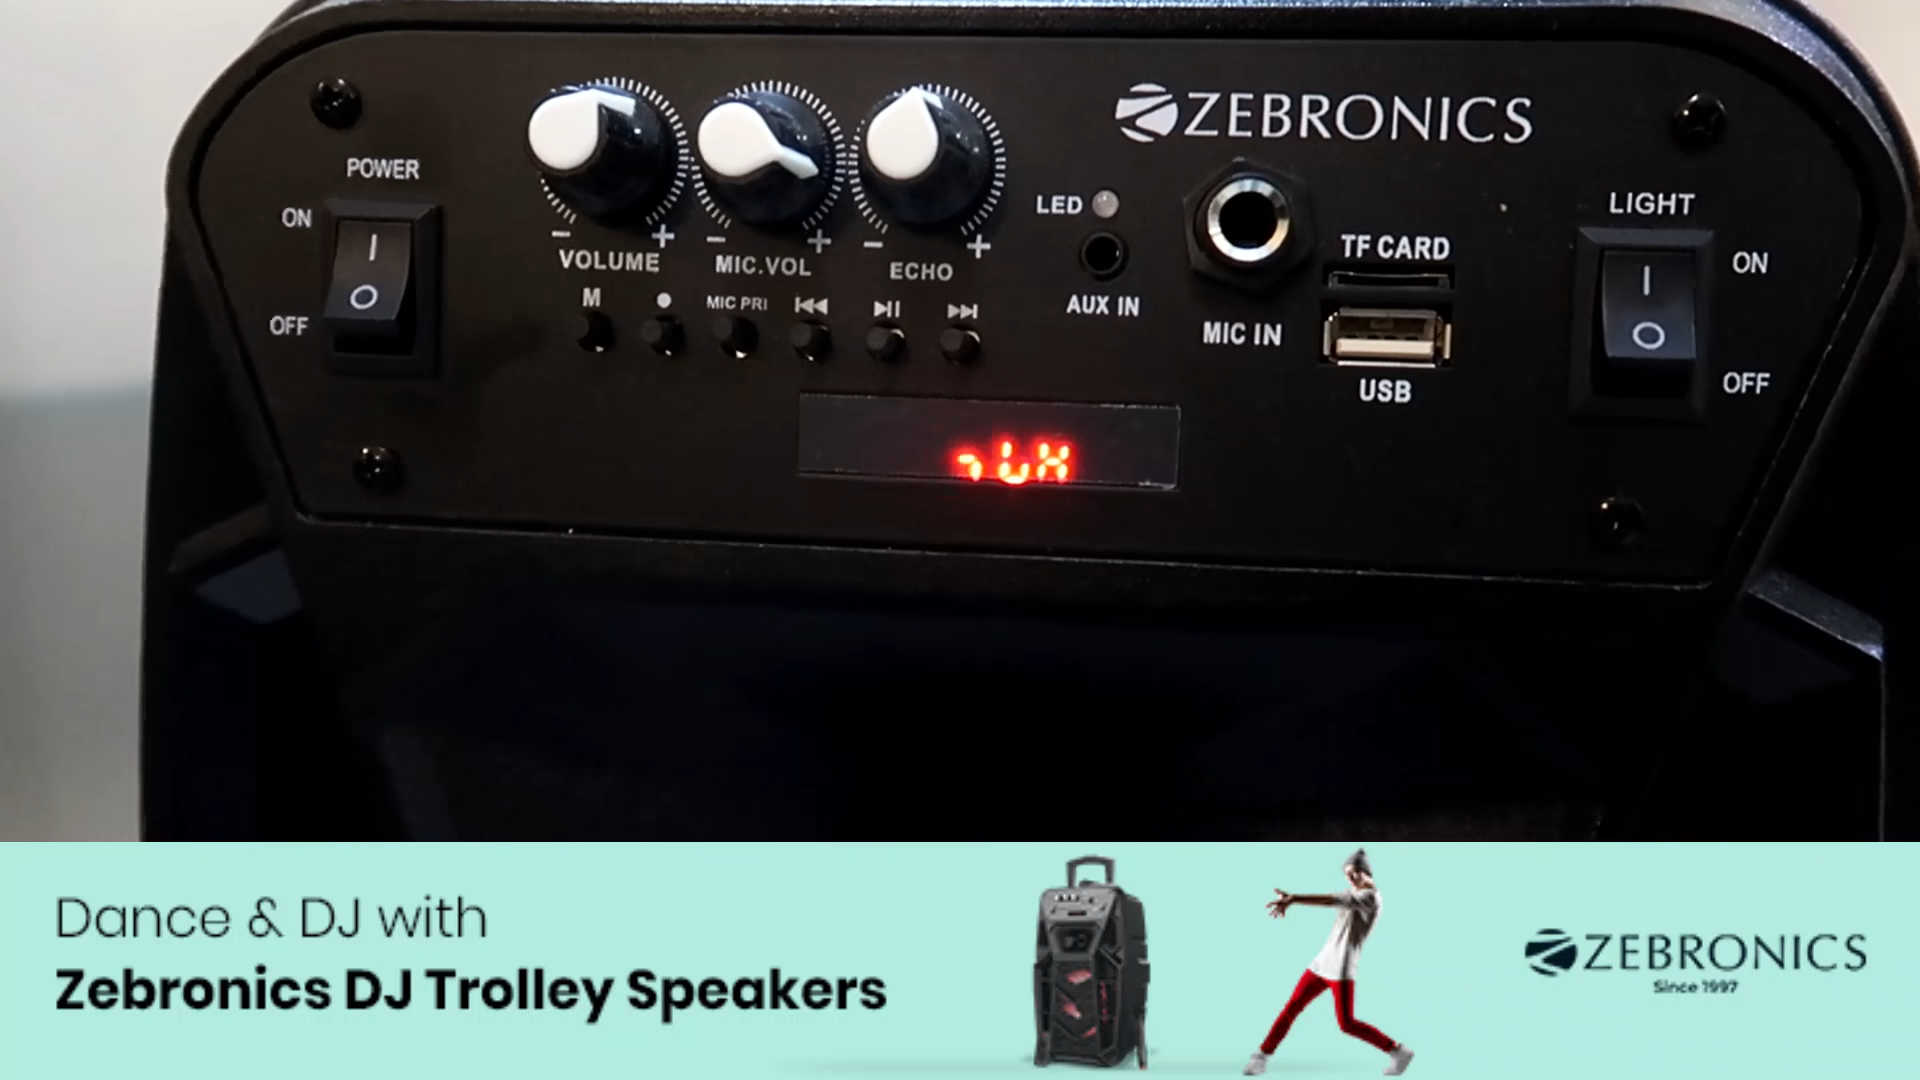 ZEBRONICS
POWER
ON
OFF
VOLUME
MIC.VOL
ECHO
M
MIC PRI
LED
AUX IN
MIC IN
TF CARD
USB
LIGHT
ON
OFF
Dance & DJ with
Zebronics DJ Trolley Speakers
ZEBRONICS
Since 1997